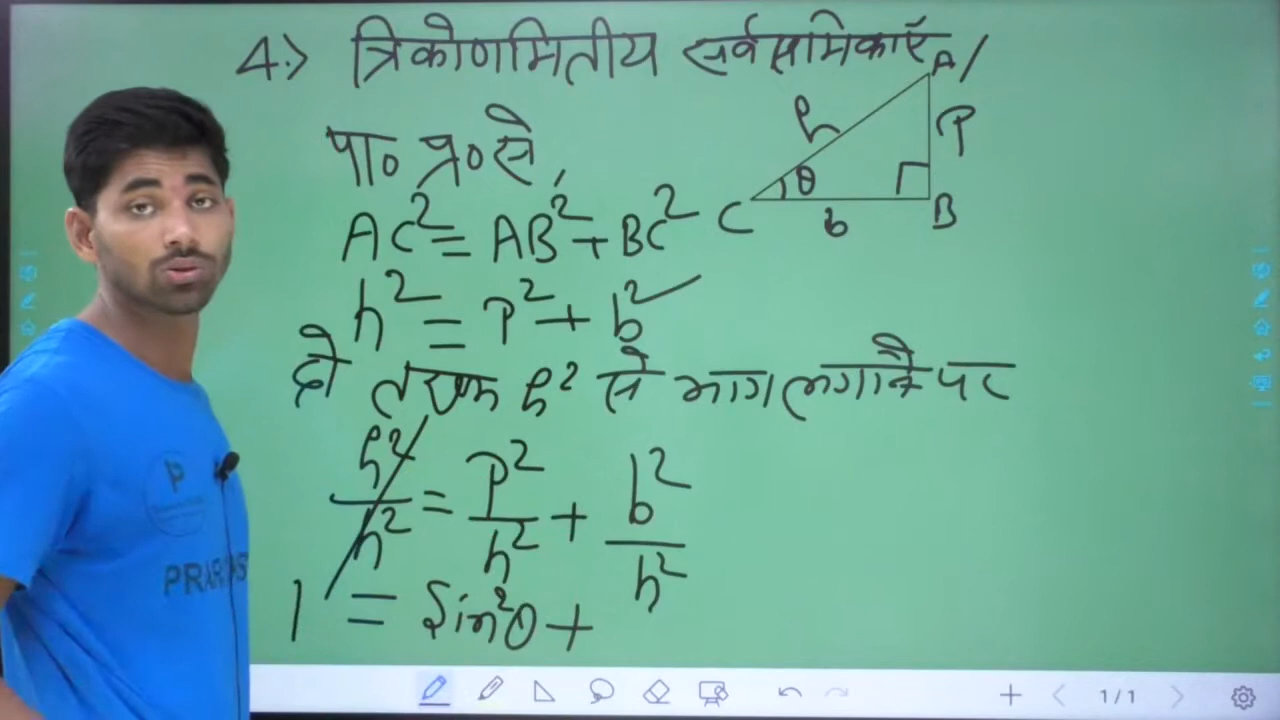 4.> त्रिकोणमितीय सर्वसमिकाएँ
A
h
P
θ
C
b
B
पा० प्र० से,
AC² = AB² + BC²
h² = P² + b²
दो तरफ h² से भाग लगाने पर
h²/h² = P²/h² + b²/h²
1 = Sin²θ +
P
1/1